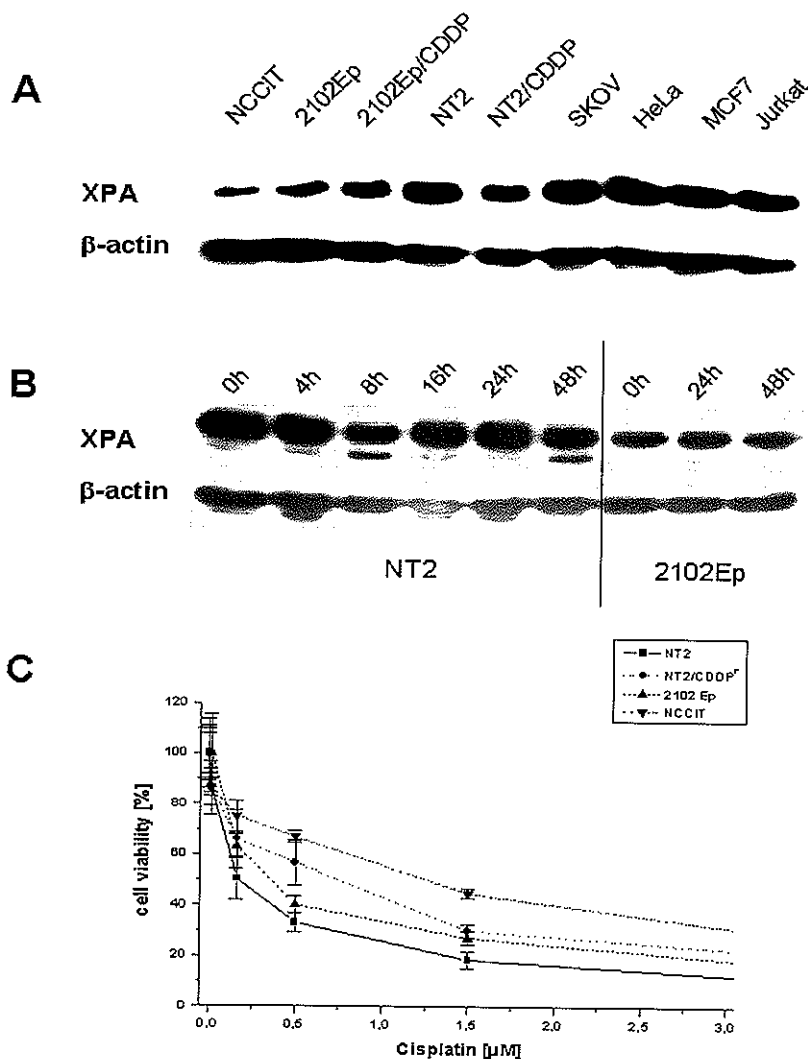 A
NCCIT 2102Ep 2102Ep/CDDP NT2 NT2/CDDP SKOV HeLa MCF7 Jurkat
XPA
β-actin
B
0h 4h 8h 16h 24h 48h 0h 24h 48h
XPA
β-actin
NT2 2102Ep
C
NT2
NT2/CDDPr
2102 Ep
NCCIT
120
100
80
60
40
20
0
cell viability [%]
0,0 0,5 1,0 1,5 2,0 2,5 3,0
Cisplatin [µM]